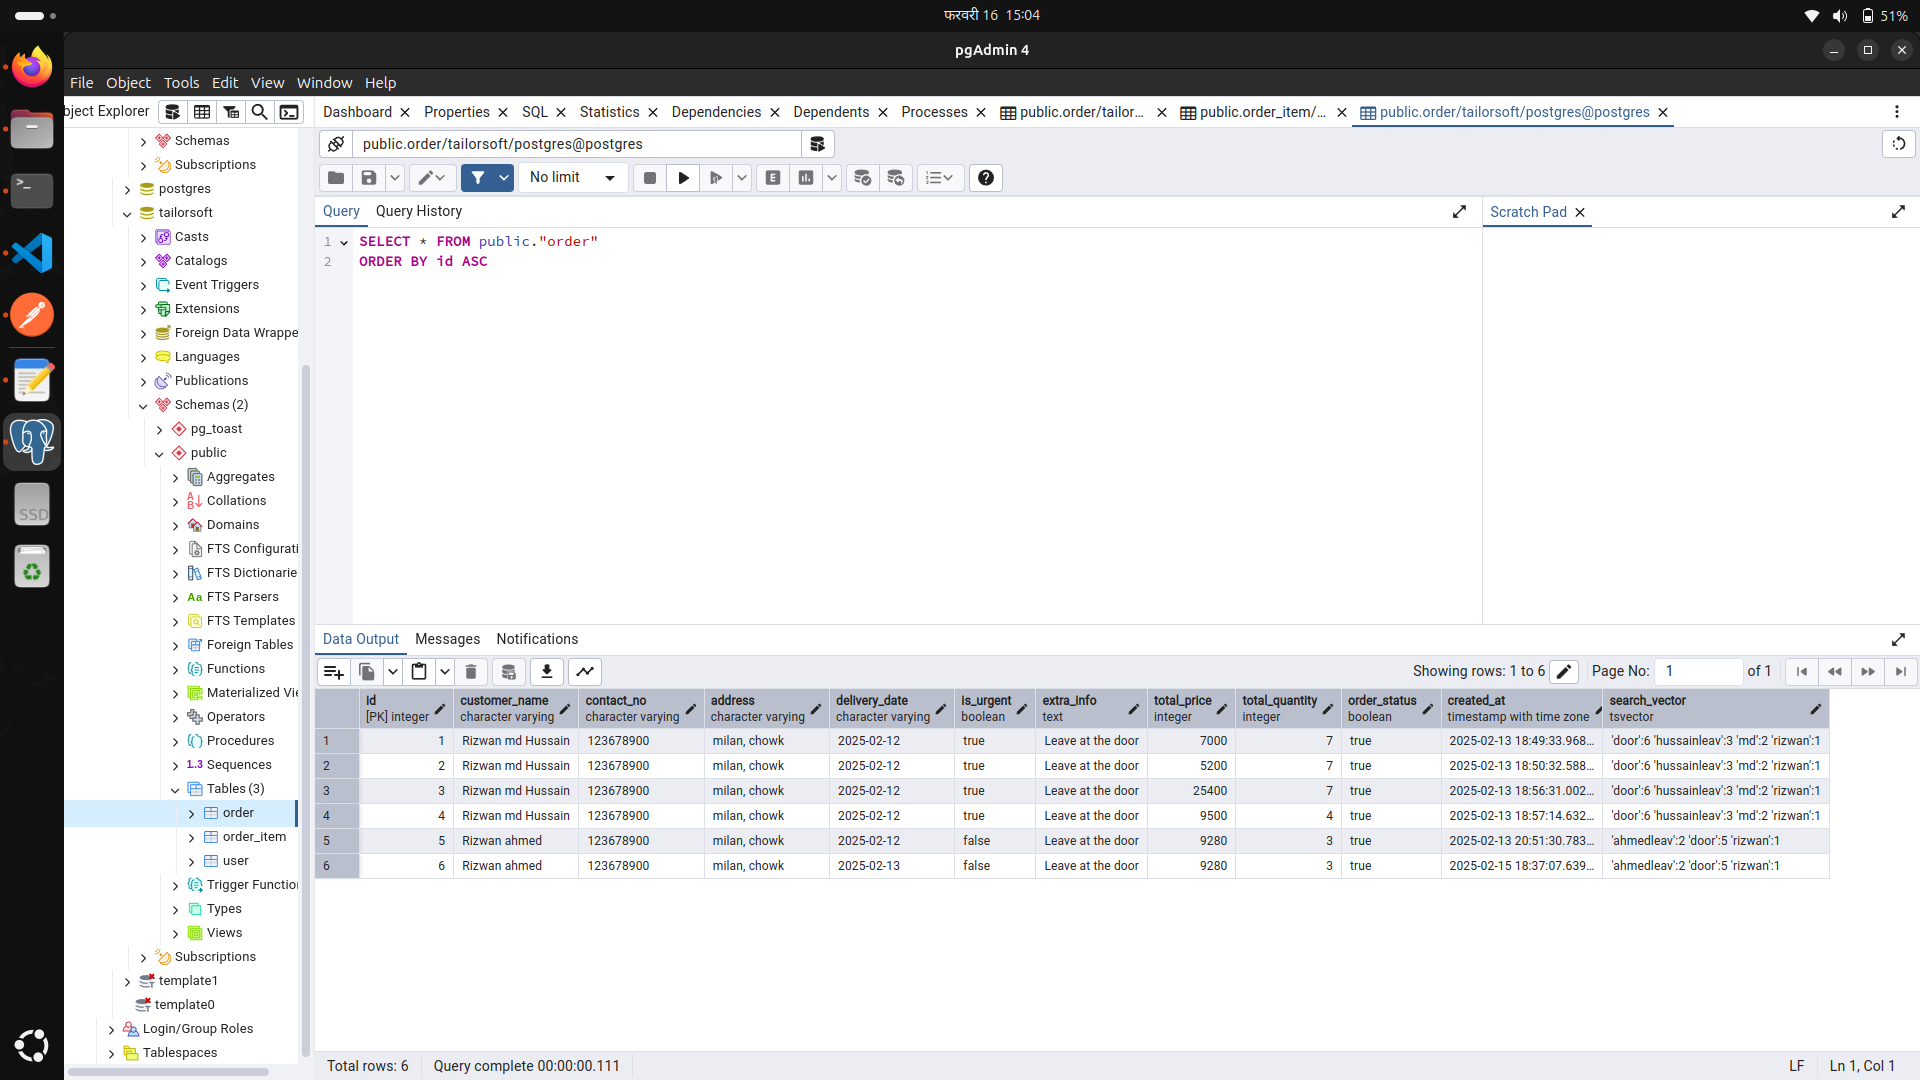 फरवरी 16 15:04
51%
pgAdmin 4
File Object Tools Edit View Window Help
bject Explorer
Dashboard Properties SQL Statistics Dependencies Dependents Processes public.order/tailor... public.order_item/... public.order/tailorsoft/postgres@postgres
public.order/tailorsoft/postgres@postgres
No limit
E
Query Query History
Scratch Pad
1 SELECT * FROM public."order"
2 ORDER BY id ASC
Schemas
Subscriptions
postgres
tailorsoft
Casts
Catalogs
Event Triggers
Extensions
Foreign Data Wrappe
Languages
Publications
Schemas (2)
pg_toast
public
Aggregates
Collations
Domains
FTS Configurati
FTS Dictionarie
Aa FTS Parsers
FTS Templates
Foreign Tables
Functions
Materialized Vie
Operators
Procedures
1..3 Sequences
Tables (3)
order
order_item
user
Trigger Function
Types
Views
Subscriptions
template1
template0
Login/Group Roles
Tablespaces
SSD
Data Output Messages Notifications
Showing rows: 1 to 6 Page No: 1 of 1
id customer_name contact_no address delivery_date is_urgent extra_info total_price total_quantity order_status created_at search_vector
[PK] integer character varying character varying character varying character varying boolean text integer integer boolean timestamp with time zone tsvector
1 1 Rizwan md Hussain 123678900 milan, chowk 2025-02-12 true Leave at the door 7000 7 true 2025-02-13 18:49:33.968... 'door':6 'hussainleav':3 'md':2 'rizwan':1
2 2 Rizwan md Hussain 123678900 milan, chowk 2025-02-12 true Leave at the door 5200 7 true 2025-02-13 18:50:32.588... 'door':6 'hussainleav':3 'md':2 'rizwan':1
3 3 Rizwan md Hussain 123678900 milan, chowk 2025-02-12 true Leave at the door 25400 7 true 2025-02-13 18:56:31.002... 'door':6 'hussainleav':3 'md':2 'rizwan':1
4 4 Rizwan md Hussain 123678900 milan, chowk 2025-02-12 true Leave at the door 9500 4 true 2025-02-13 18:57:14.632... 'door':6 'hussainleav':3 'md':2 'rizwan':1
5 5 Rizwan ahmed 123678900 milan, chowk 2025-02-12 false Leave at the door 9280 3 true 2025-02-13 20:51:30.783... 'ahmedleav':2 'door':5 'rizwan':1
6 6 Rizwan ahmed 123678900 milan, chowk 2025-02-13 false Leave at the door 9280 3 true 2025-02-15 18:37:07.639... 'ahmedleav':2 'door':5 'rizwan':1
Total rows: 6 Query complete 00:00:00.111 LF Ln 1, Col 1